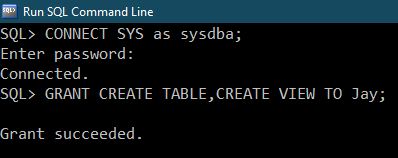 Run SQL Command Line
SQL> CONNECT SYS as sysdba;
Enter password:
Connected.
SQL> GRANT CREATE TABLE,CREATE VIEW TO Jay;
Grant succeeded.